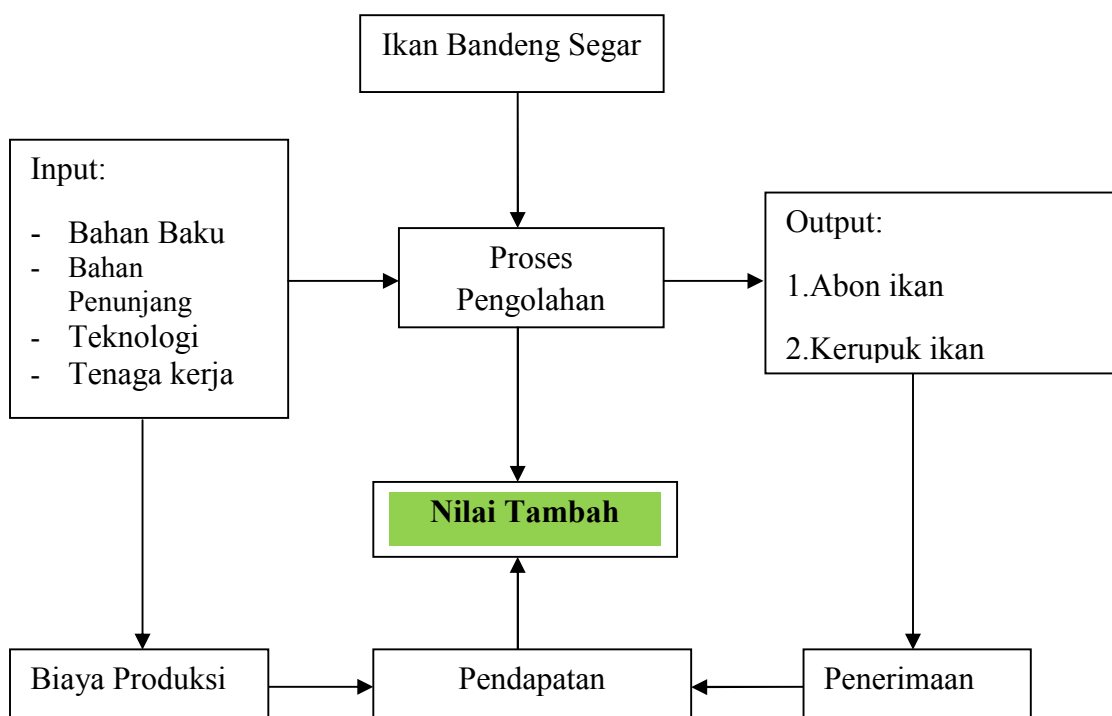 Ikan Bandeng Segar
Input:
- Bahan Baku
- Bahan
Penunjang
- Teknologi
- Tenaga kerja
Proses
Pengolahan
Output:
1.Abon ikan
2.Kerupuk ikan
Nilai Tambah
Biaya Produksi
Pendapatan
Penerimaan